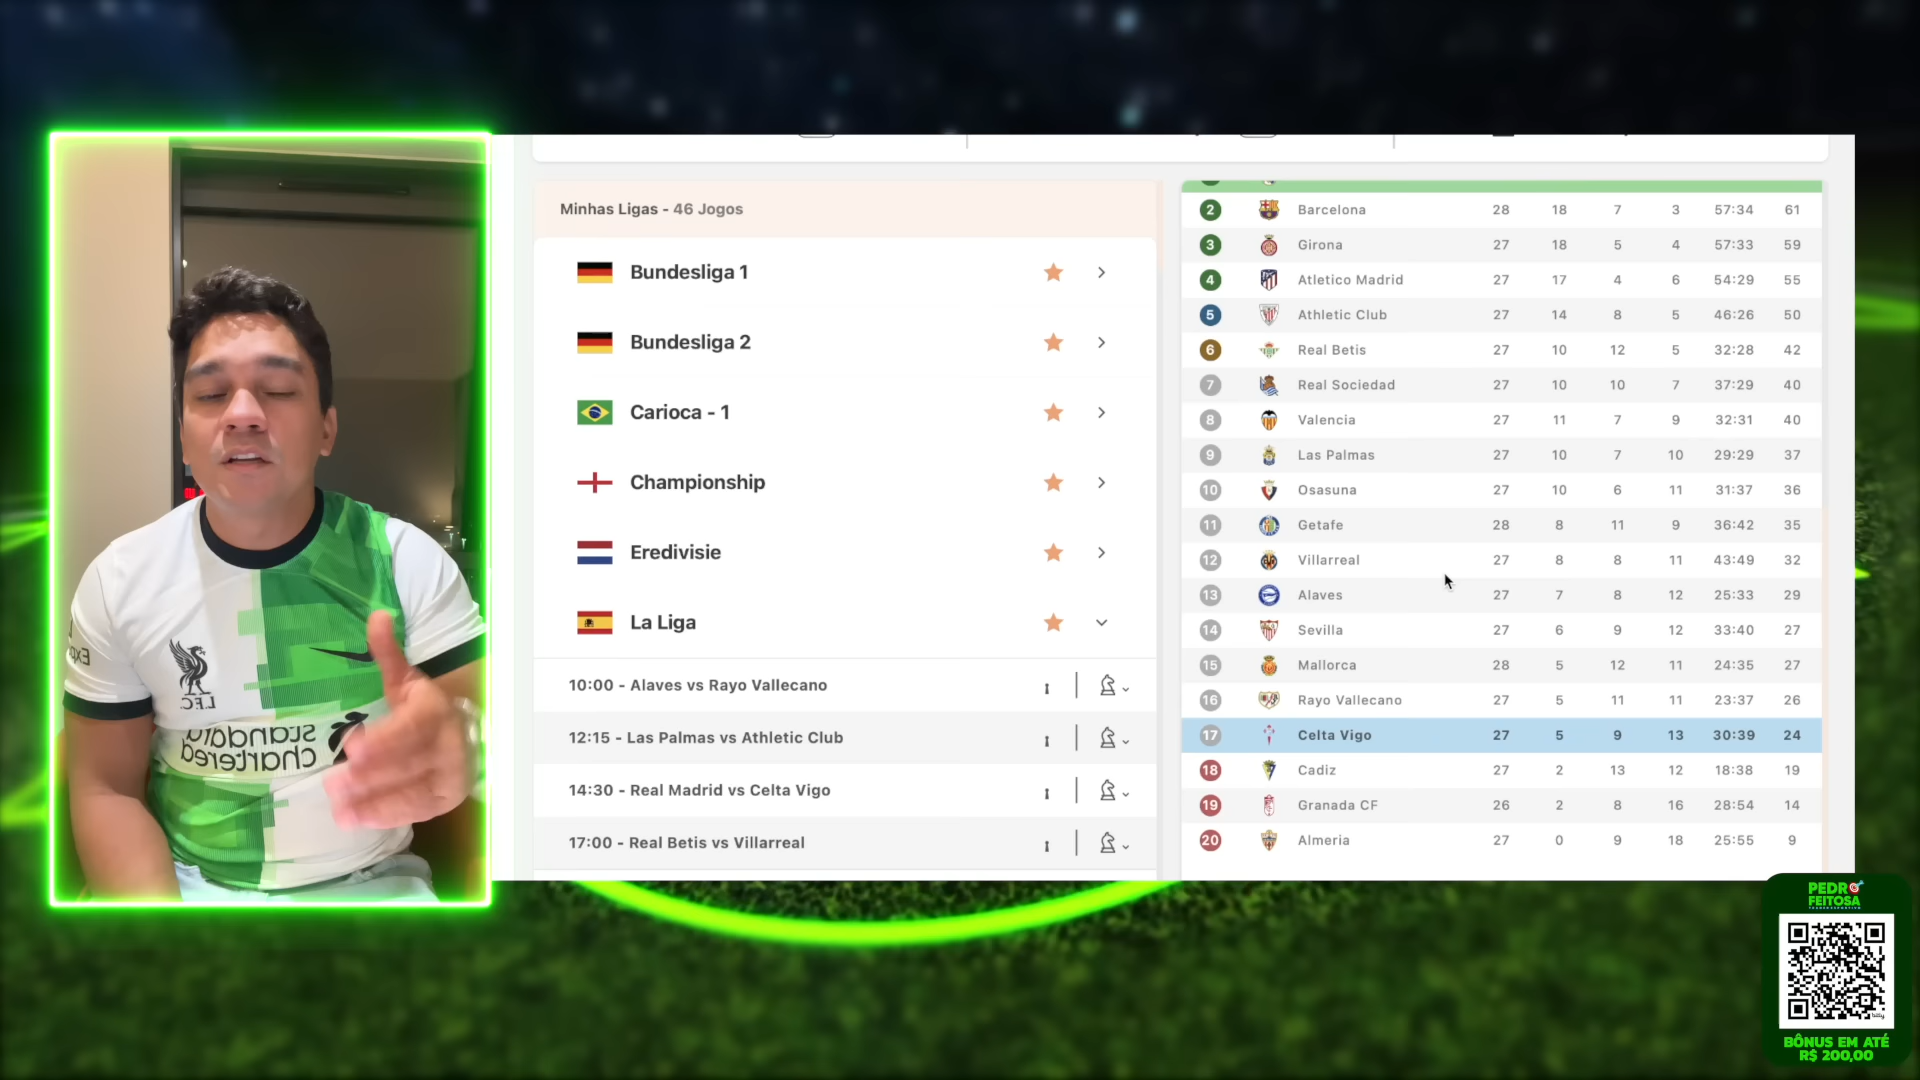 Minhas Ligas - 46 Jogos
Bundesliga 1
Bundesliga 2
Carioca - 1
Championship
Eredivisie
La Liga
10:00 - Alaves vs Rayo Vallecano
12:15 - Las Palmas vs Athletic Club
14:30 - Real Madrid vs Celta Vigo
17:00 - Real Betis vs Villarreal
2 Barcelona 28 18 7 3 57:34 61
3 Girona 27 18 5 4 57:33 59
4 Atletico Madrid 27 17 4 6 54:29 55
5 Athletic Club 27 14 8 5 46:26 50
6 Real Betis 27 10 12 5 32:28 42
7 Real Sociedad 27 10 10 7 37:29 40
8 Valencia 27 11 7 9 32:31 40
9 Las Palmas 27 10 7 10 29:29 37
10 Osasuna 27 10 6 11 31:37 36
11 Getafe 28 8 11 9 36:42 35
12 Villarreal 27 8 8 11 43:49 32
13 Alaves 27 7 8 12 25:33 29
14 Sevilla 27 6 9 12 33:40 27
15 Mallorca 28 5 12 11 24:35 27
16 Rayo Vallecano 27 5 11 11 23:37 26
17 Celta Vigo 27 5 9 13 30:39 24
18 Cadiz 27 2 13 12 18:38 19
19 Granada CF 26 2 8 16 28:54 14
20 Almeria 27 0 9 18 25:55 9
L.F.C.
standard
chartered
PEDRO
FEITOSA
BÔNUS EM ATÉ
R$ 200,00